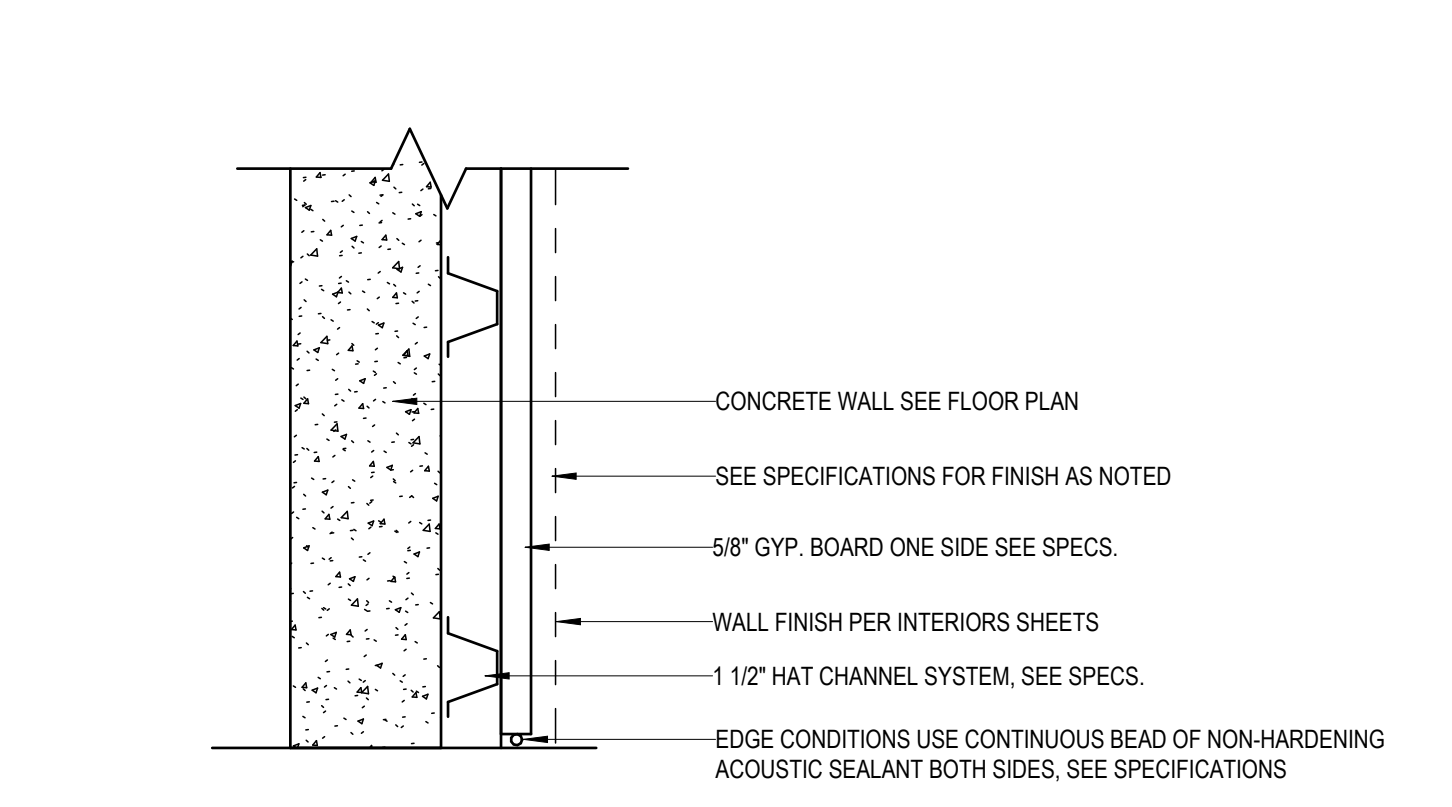 CONCRETE WALL SEE FLOOR PLAN
SEE SPECIFICATIONS FOR FINISH AS NOTED
5/8" GYP. BOARD ONE SIDE SEE SPECS.
WALL FINISH PER INTERIORS SHEETS
1 1/2" HAT CHANNEL SYSTEM, SEE SPECS.
EDGE CONDITIONS USE CONTINUOUS BEAD OF NON-HARDENING
ACOUSTIC SEALANT BOTH SIDES, SEE SPECIFICATIONS